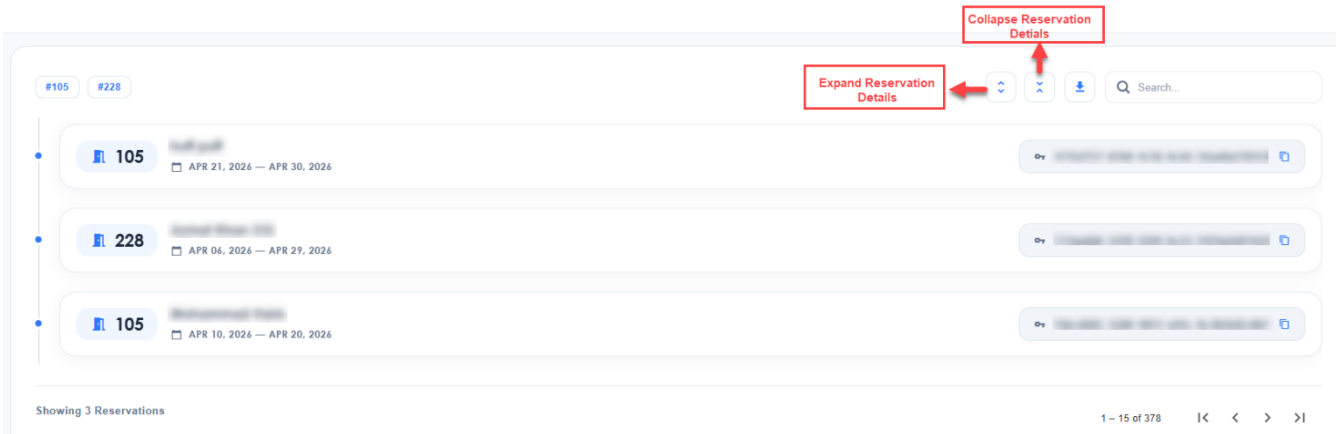 Collapse Reservation
Detials
Expand Reservation
Details
#105 #228
Search...
105
APR 21, 2026 — APR 30, 2026
228
APR 06, 2026 — APR 29, 2026
105
APR 10, 2026 — APR 20, 2026
Showing 3 Reservations
1 – 15 of 378